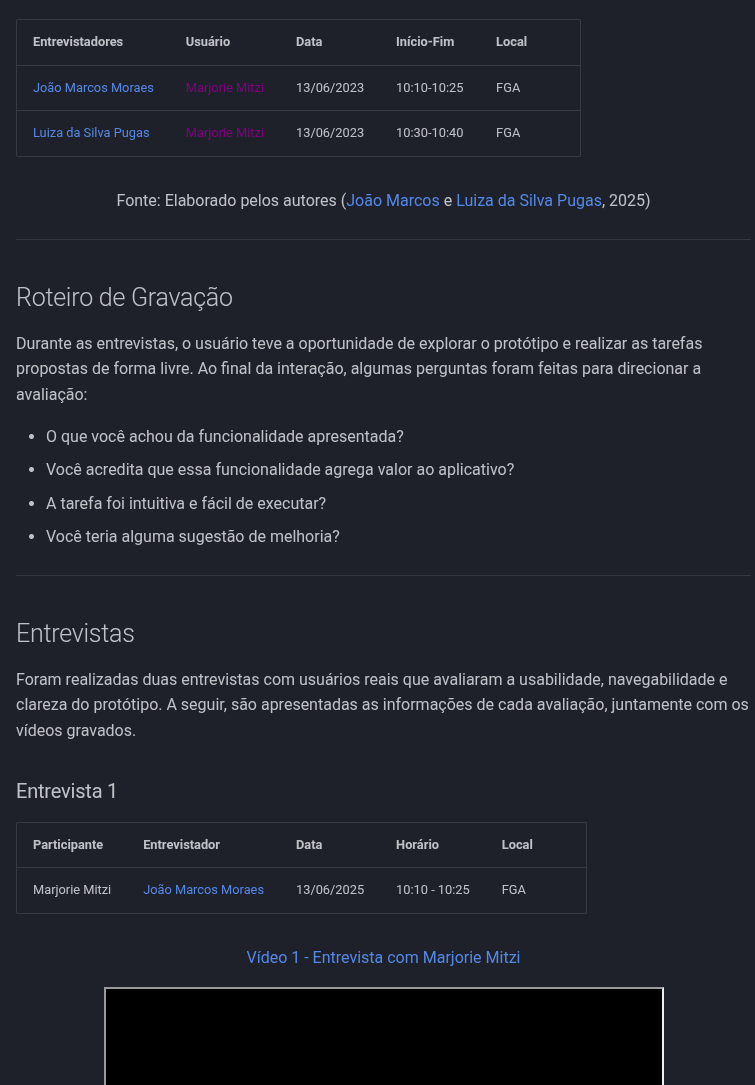 Entrevistadores Usuário Data Início-Fim Local
João Marcos Moraes Marjorie Mitzi 13/06/2023 10:10-10:25 FGA
Luiza da Silva Pugas Marjorie Mitzi 13/06/2023 10:30-10:40 FGA
Fonte: Elaborado pelos autores (João Marcos e Luiza da Silva Pugas, 2025)
Roteiro de Gravação
Durante as entrevistas, o usuário teve a oportunidade de explorar o protótipo e realizar as tarefas
propostas de forma livre. Ao final da interação, algumas perguntas foram feitas para direcionar a
avaliação:
• O que você achou da funcionalidade apresentada?
• Você acredita que essa funcionalidade agrega valor ao aplicativo?
• A tarefa foi intuitiva e fácil de executar?
• Você teria alguma sugestão de melhoria?
Entrevistas
Foram realizadas duas entrevistas com usuários reais que avaliaram a usabilidade, navegabilidade e
clareza do protótipo. A seguir, são apresentadas as informações de cada avaliação, juntamente com os
vídeos gravados.
Entrevista 1
Participante Entrevistador Data Horário Local
Marjorie Mitzi João Marcos Moraes 13/06/2025 10:10 - 10:25 FGA
Vídeo 1 - Entrevista com Marjorie Mitzi